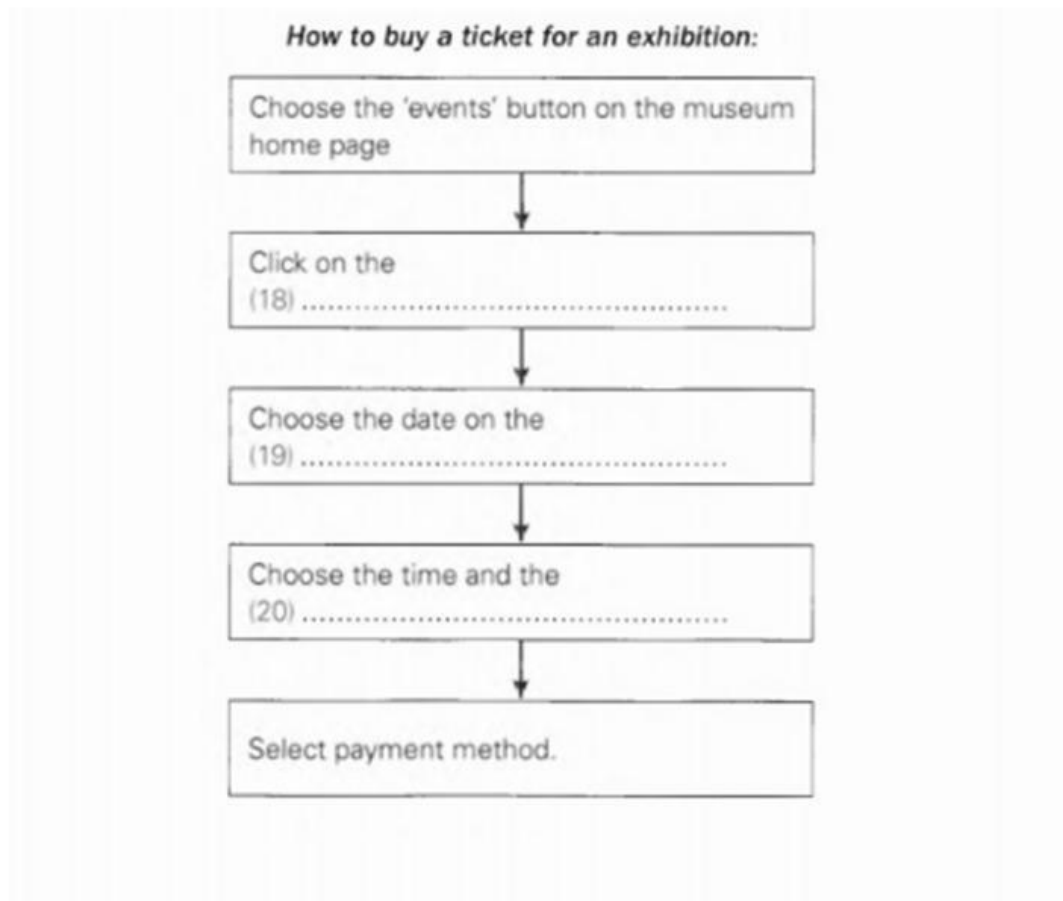 How to buy a ticket for an exhibition:
Choose the 'events' button on the museum
home page
Click on the
(18) ................................................
Choose the date on the
(19) ................................................
Choose the time and the
(20) ................................................
Select payment method.